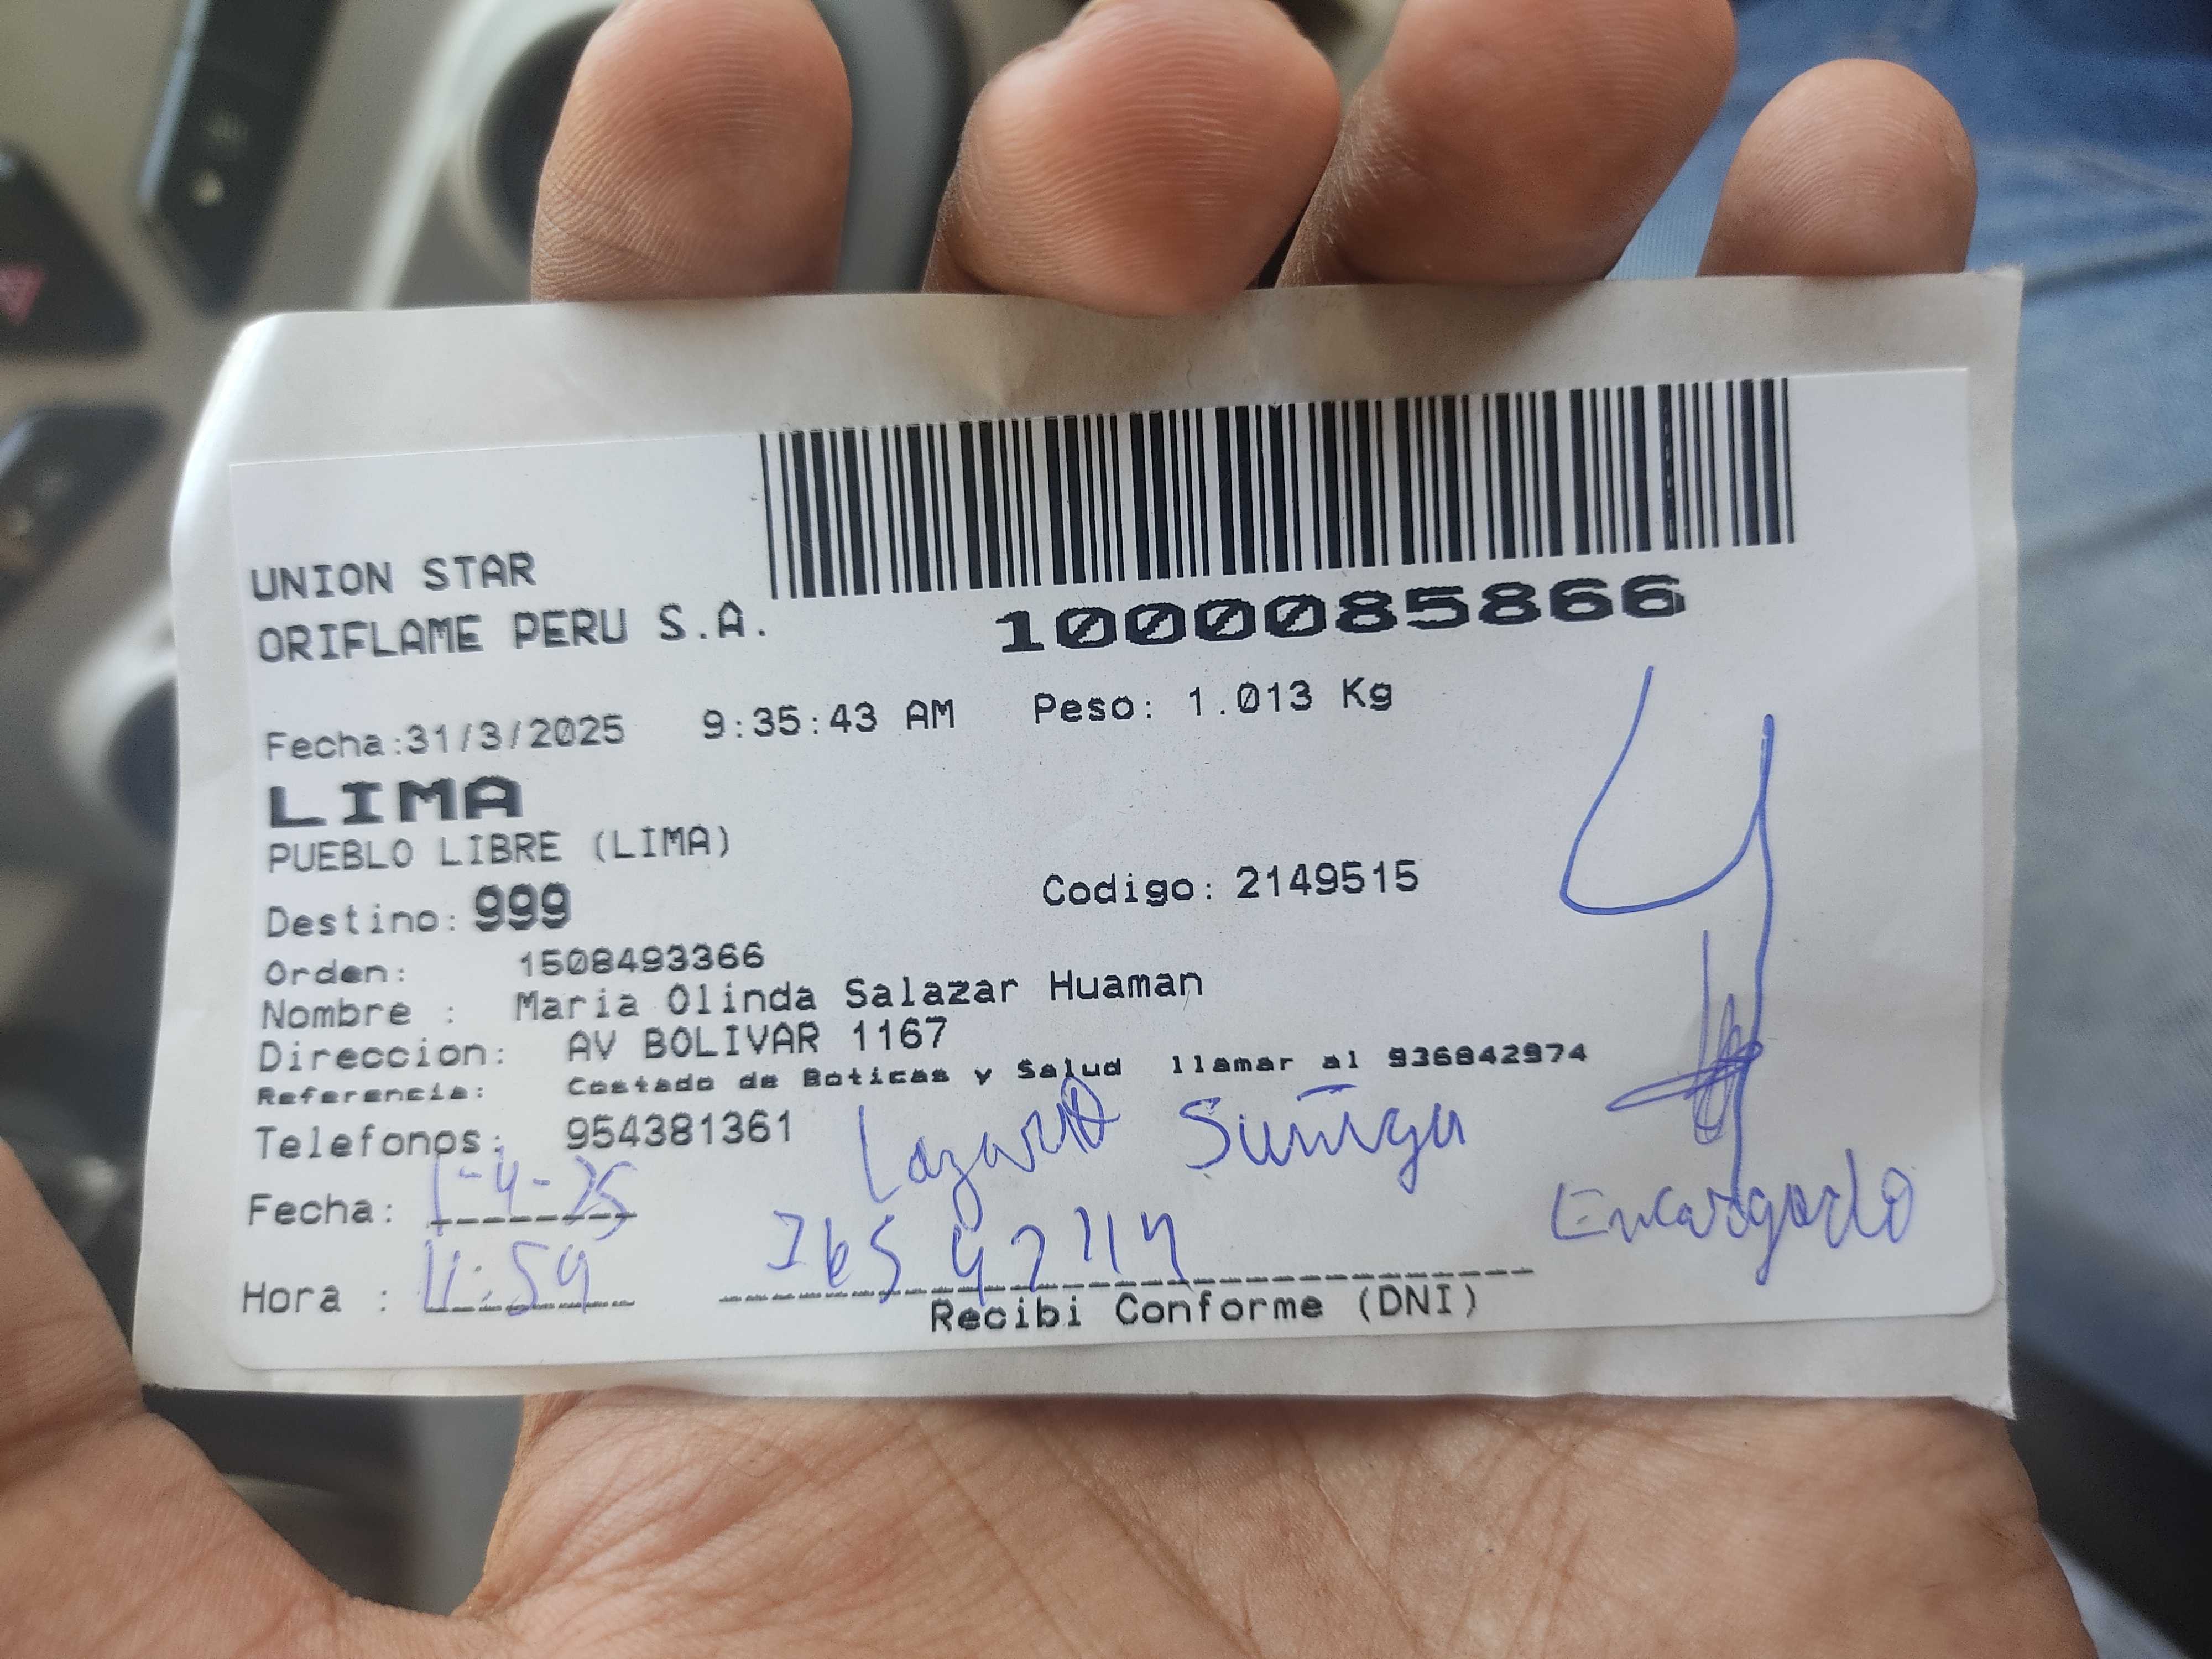 UNION STAR
ORIFLAME PERU S.A.
1000085866
Fecha:31/3/2025 9:35:43 AM Peso: 1.013 Kg
LIMA
PUEBLO LIBRE (LIMA)
Destino: 999 Codigo: 2149515
Orden: 1508493366
Nombre : Maria Olinda Salazar Huaman
Direccion: AV BOLIVAR 1167
Referencia: Costado de Boticas y Salud llamar al 936842974
Telefonos: 954381361
Suñiga
Fecha: 1-4-25
Encargado
Hora : 11:59
Recibi Conforme (DNI)